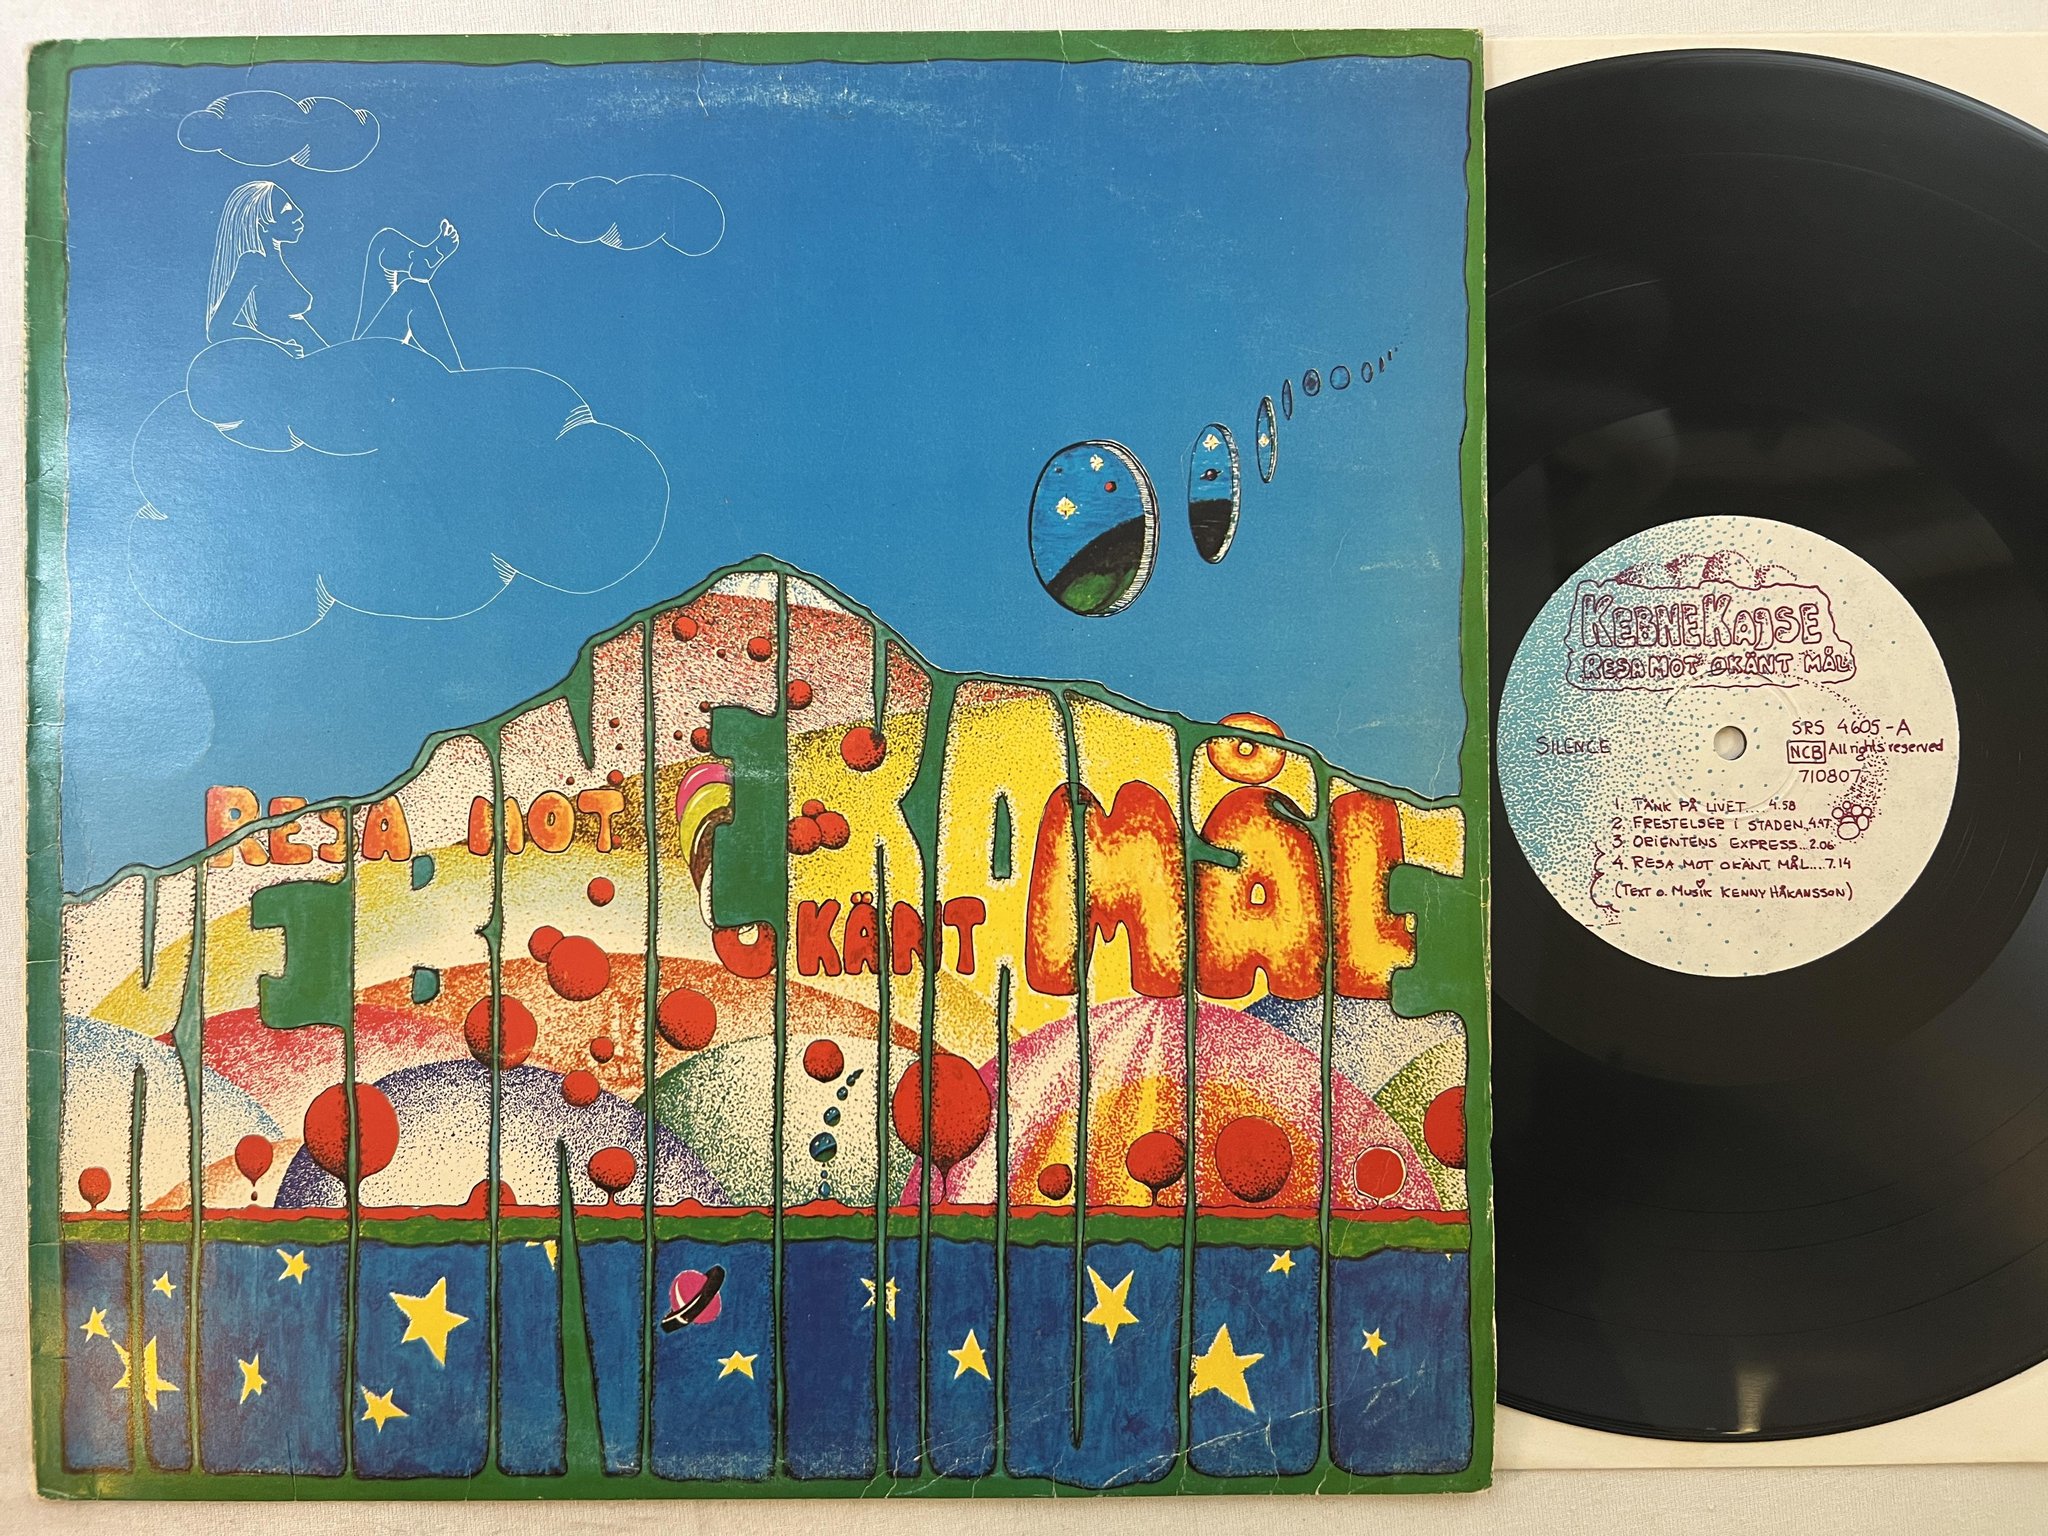 RESA MOT
OKÄNT MÅL
KEBNEKAJSE
KEBNEKAJSE
RESA MOT OKÄNT MÅL
SILENCE
SRS 4605-A
NCB All rights reserved
710807
1. TÄNK PÅ LIVET... 4.58
2. FRESTELSER I STADEN..4.47
3. ORIENTENS EXPRESS...2.06
4. RESA MOT OKÄNT MÅL...7.14
(TEXT O. MUSIK KENNY HÅKANSSON)